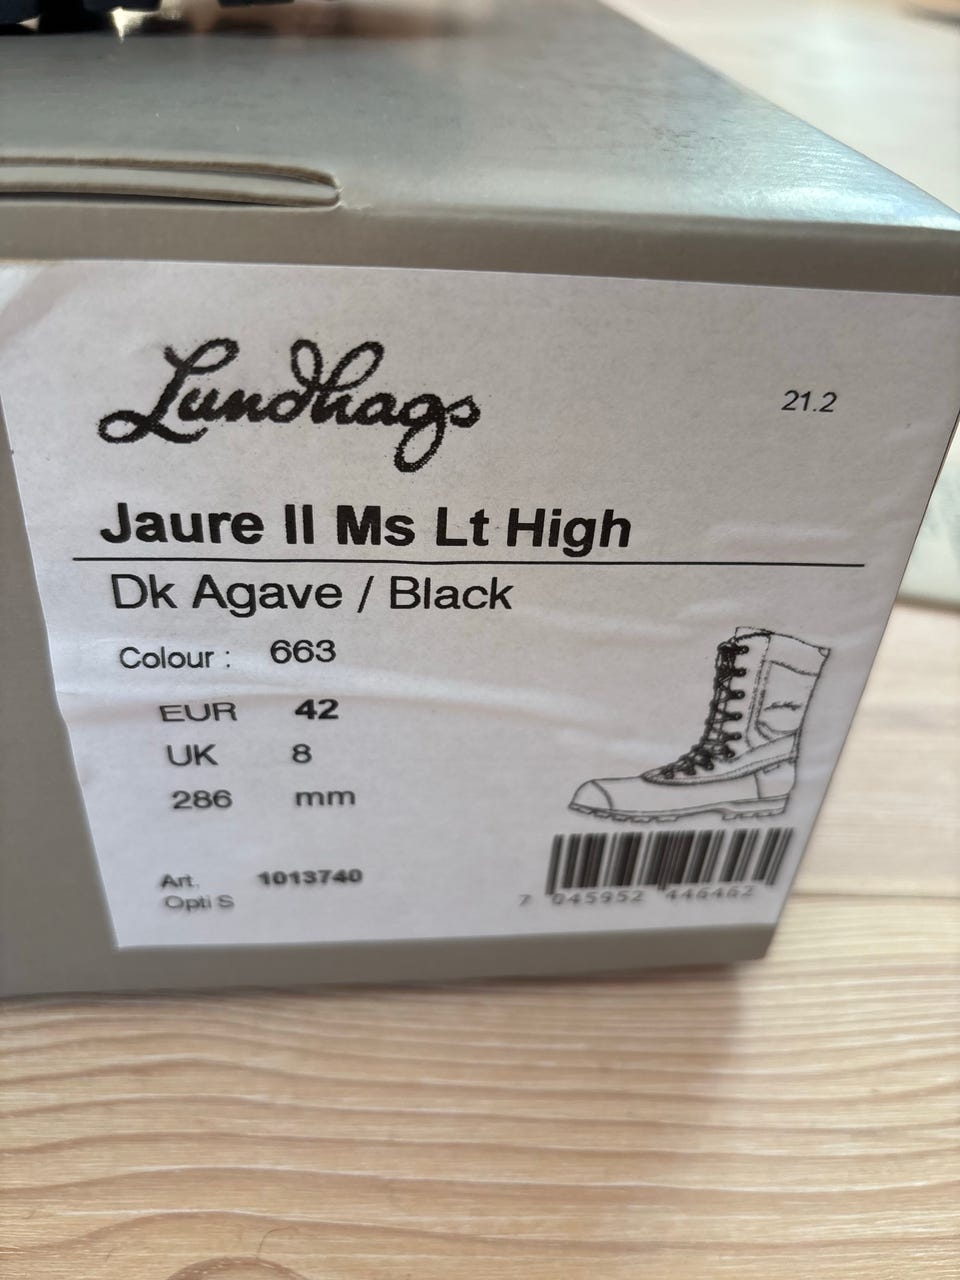 Lundhags
21.2
Jaure II Ms Lt High
Dk Agave / Black
Colour : 663
EUR 42
UK 8
286 mm
Art. 1013740
Opti S
7 045952 446462